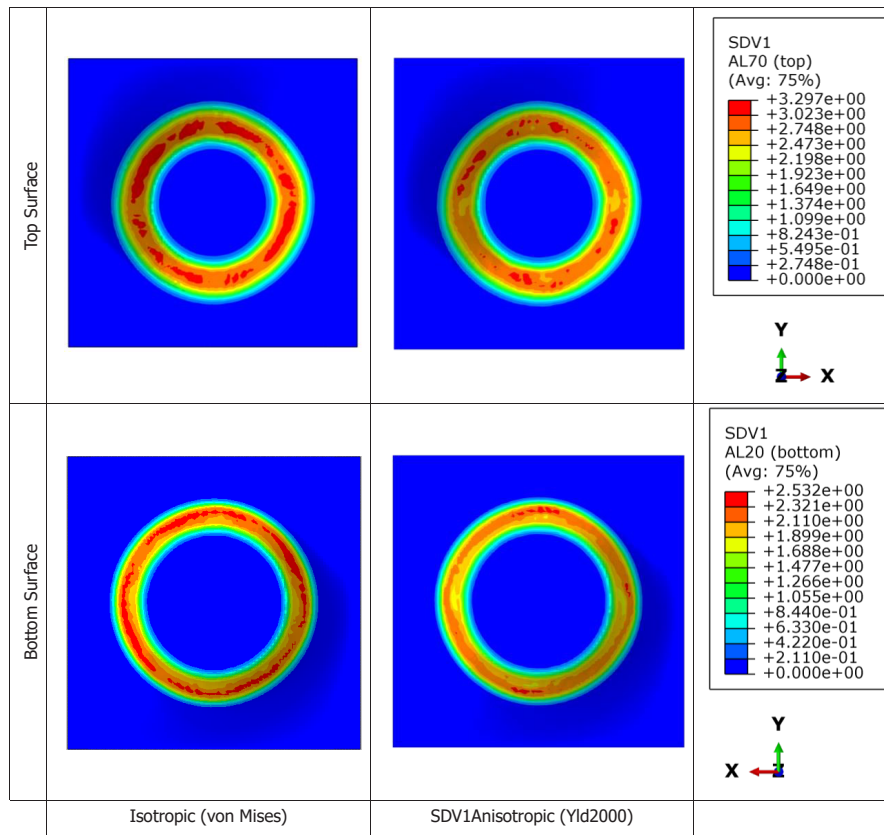 Top Surface
SDV1
AL70 (top)
(Avg: 75%)
+3.297e+00
+3.023e+00
+2.748e+00
+2.473e+00
+2.198e+00
+1.923e+00
+1.649e+00
+1.374e+00
+1.099e+00
+8.243e-01
+5.495e-01
+2.748e-01
+0.000e+00
Y
Z X
Bottom Surface
SDV1
AL20 (bottom)
(Avg: 75%)
+2.532e+00
+2.321e+00
+2.110e+00
+1.899e+00
+1.688e+00
+1.477e+00
+1.266e+00
+1.055e+00
+8.440e-01
+6.330e-01
+4.220e-01
+2.110e-01
+0.000e+00
Y
X Z
Isotropic (von Mises)
SDV1Anisotropic (Yld2000)